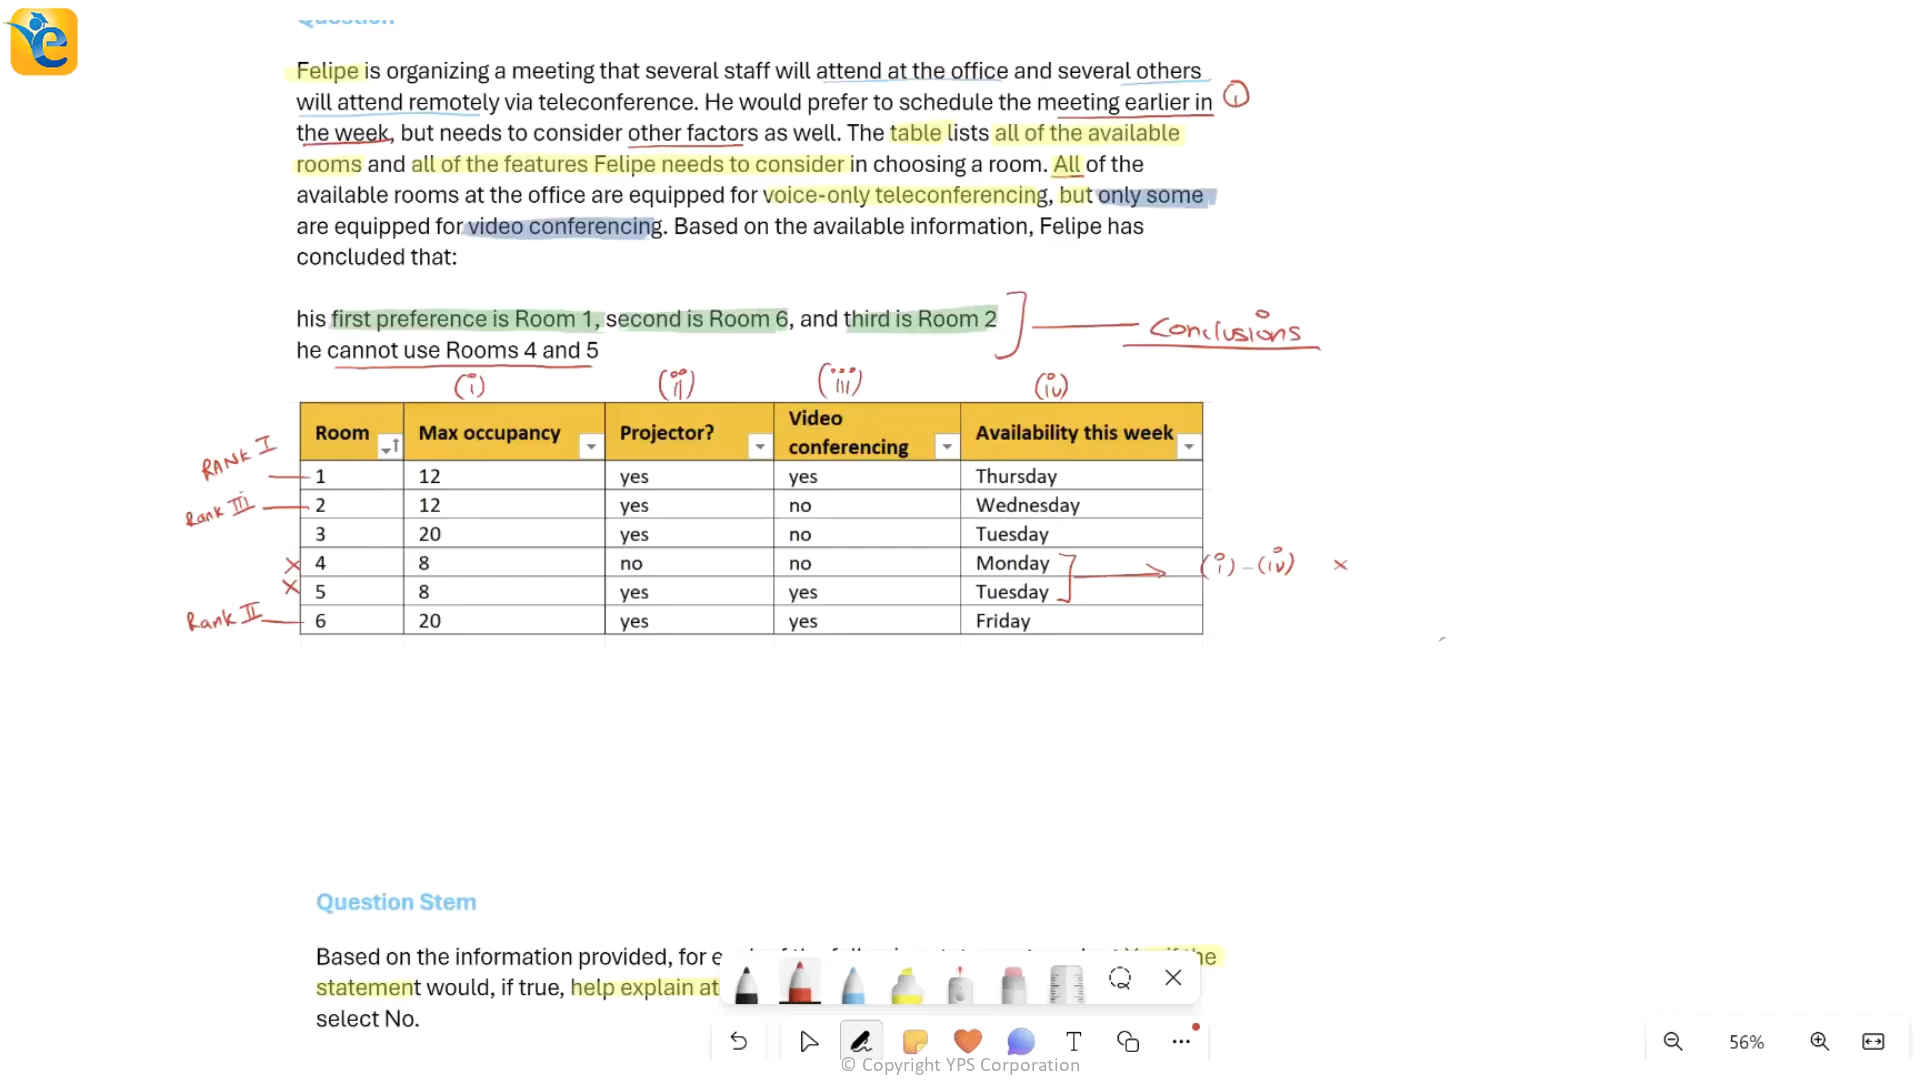 Question
Felipe is organizing a meeting that several staff will attend at the office and several others
will attend remotely via teleconference. He would prefer to schedule the meeting earlier in ①
the week, but needs to consider other factors as well. The table lists all of the available
rooms and all of the features Felipe needs to consider in choosing a room. All of the
available rooms at the office are equipped for voice-only teleconferencing, but only some
are equipped for video conferencing. Based on the available information, Felipe has
concluded that:
his first preference is Room 1, second is Room 6, and third is Room 2
Conclusions
he cannot use Rooms 4 and 5
(i) (ii) (iii) (iv)
Room Max occupancy Projector? Video conferencing Availability this week
RANK I 1 12 yes yes Thursday
Rank III 2 12 yes no Wednesday
3 20 yes no Tuesday
x 4 8 no no Monday (i) - (iv) x
x 5 8 yes yes Tuesday
Rank II 6 20 yes yes Friday
Question Stem
Based on the information provided, for
statement would, if true, help explain at
select No.
T
56%
© Copyright YPS Corporation